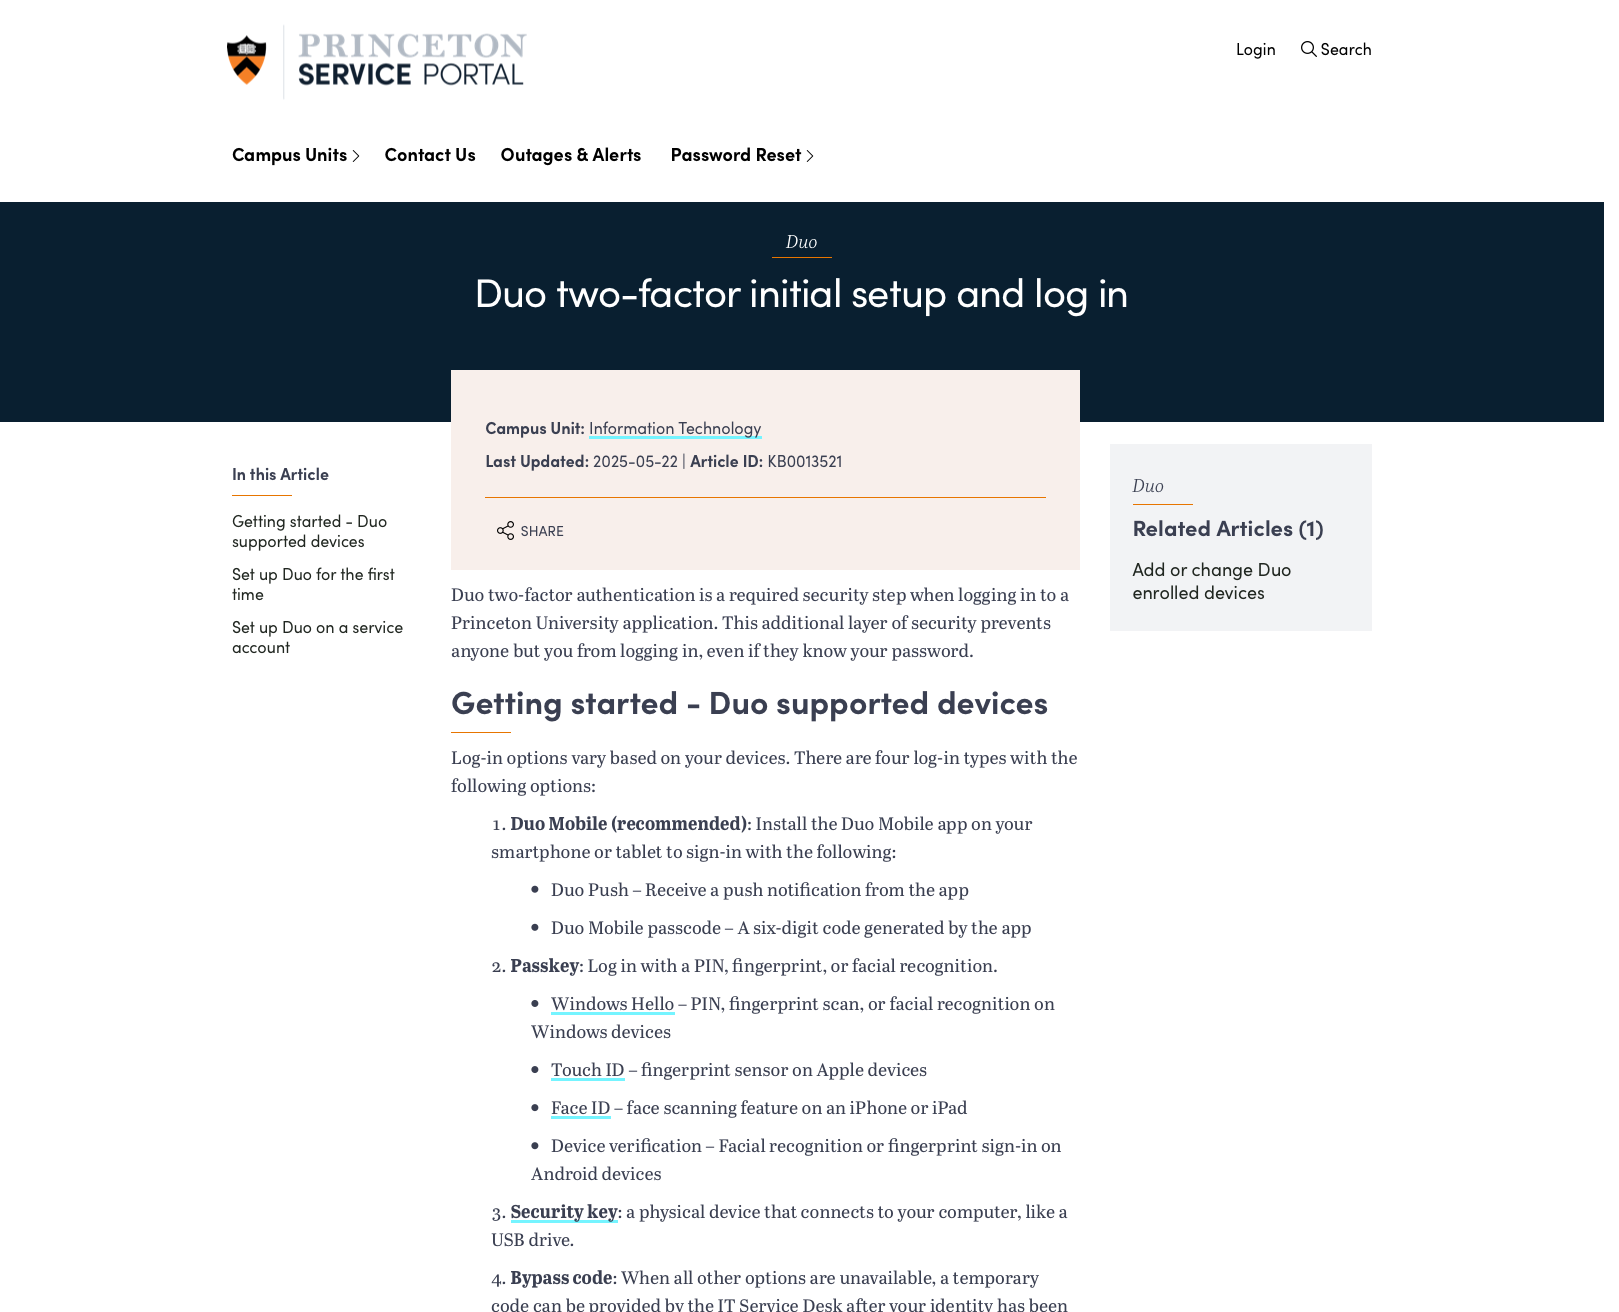 PRINCETON
SERVICE PORTAL
Login
Search
Campus Units
Contact Us
Outages & Alerts
Password Reset
Duo
Duo two-factor initial setup and log in
Campus Unit: Information Technology
Last Updated: 2025-05-22 | Article ID: KB0013521
SHARE
In this Article
Getting started - Duo
supported devices
Set up Duo for the first
time
Set up Duo on a service
account
Duo two-factor authentication is a required security step when logging in to a
Princeton University application. This additional layer of security prevents
anyone but you from logging in, even if they know your password.
Getting started - Duo supported devices
Log-in options vary based on your devices. There are four log-in types with the
following options:
1. Duo Mobile (recommended): Install the Duo Mobile app on your
smartphone or tablet to sign-in with the following:
• Duo Push – Receive a push notification from the app
• Duo Mobile passcode – A six-digit code generated by the app
2. Passkey: Log in with a PIN, fingerprint, or facial recognition.
• Windows Hello – PIN, fingerprint scan, or facial recognition on
Windows devices
• Touch ID – fingerprint sensor on Apple devices
• Face ID – face scanning feature on an iPhone or iPad
• Device verification – Facial recognition or fingerprint sign-in on
Android devices
3. Security key: a physical device that connects to your computer, like a
USB drive.
4. Bypass code: When all other options are unavailable, a temporary
code can be provided by the IT Service Desk after your identity has been
Duo
Related Articles (1)
Add or change Duo
enrolled devices